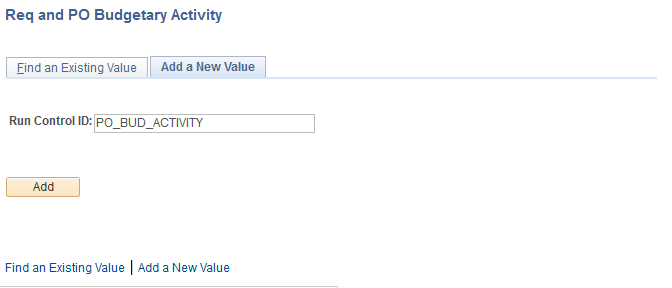 Req and PO Budgetary Activity
Find an Existing Value Add a New Value
Run Control ID: PO_BUD_ACTIVITY
Add
Find an Existing Value | Add a New Value